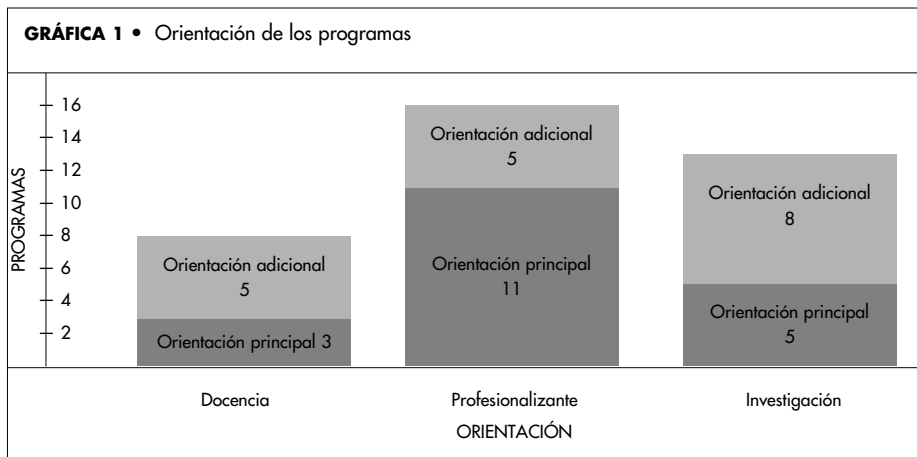 GRÁFICA 1 • Orientación de los programas
16
14
12
10
8
6
4
2
PROGRAMAS
Orientación adicional
5
Orientación principal 3
Orientación adicional
5
Orientación principal
11
Orientación adicional
8
Orientación principal
5
Docencia
Profesionalizante
Investigación
ORIENTACIÓN